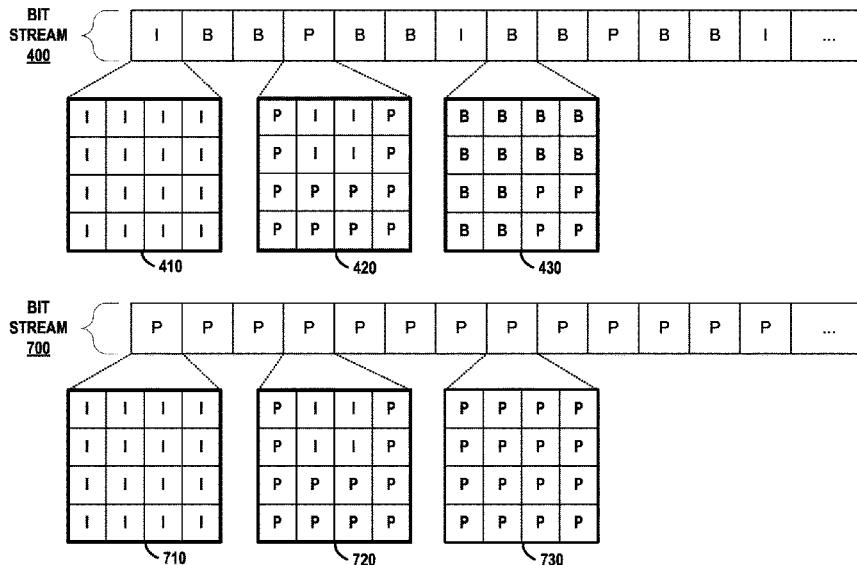 BIT
STREAM
400
I B B P B B I B B P B B I ...
I I I I
I I I I
I I I I
I I I I
410
P I I P
P I I P
P P P P
P P P P
420
B B B B
B B B B
B B P P
B B P P
430
BIT
STREAM
700
P P P P P P P P P P P P P ...
I I I I
I I I I
I I I I
I I I I
710
P I I P
P I I P
P P P P
P P P P
720
P P P P
P P P P
P P P P
P P P P
730